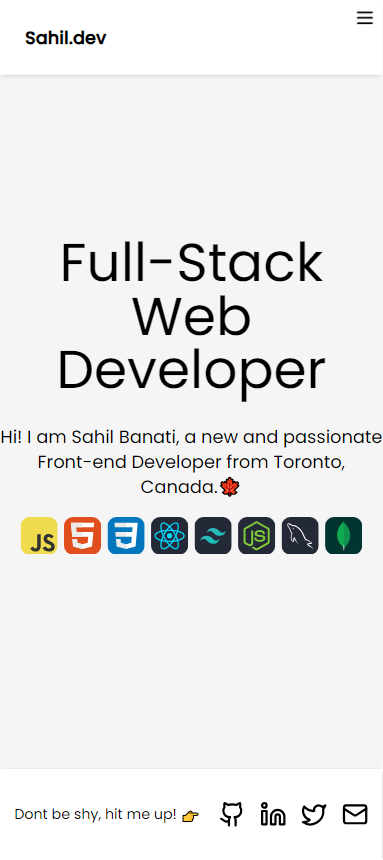 Sahil.dev
Full-Stack
Web
Developer
Hi! I am Sahil Banati, a new and passionate
Front-end Developer from Toronto,
Canada.🍁
JS
Dont be shy, hit me up! 👉